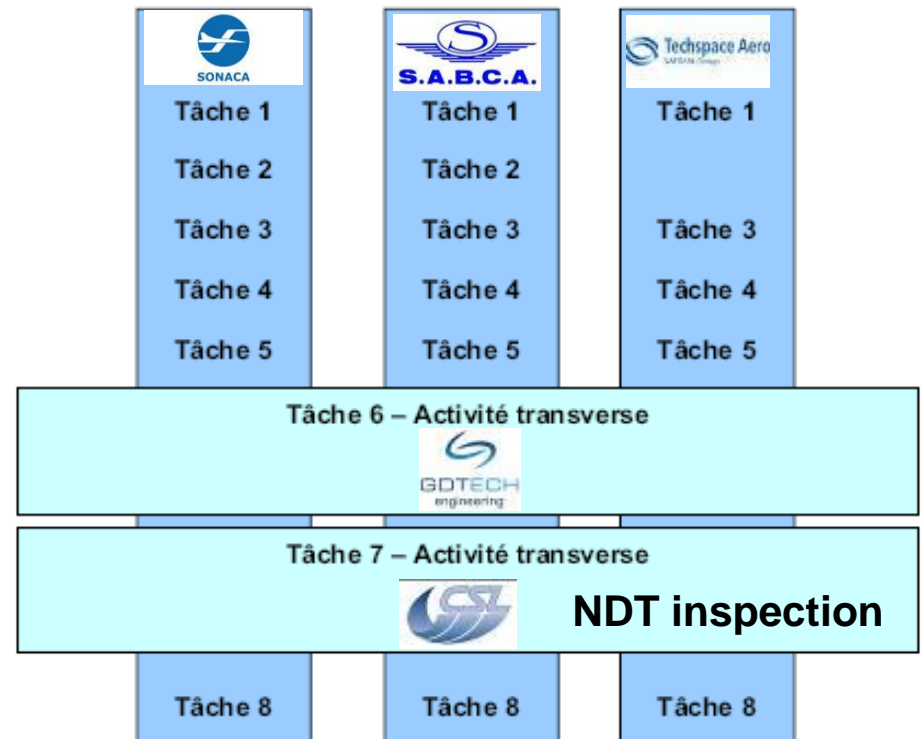 SONACA S.A.B.C.A. Techspace Aero
SAFRAN Group
Tâche 1 Tâche 1 Tâche 1
Tâche 2 Tâche 2
Tâche 3 Tâche 3 Tâche 3
Tâche 4 Tâche 4 Tâche 4
Tâche 5 Tâche 5 Tâche 5
Tâche 6 – Activité transverse
GDTECH
engineering
Tâche 7 – Activité transverse
CSL NDT inspection
Tâche 8 Tâche 8 Tâche 8